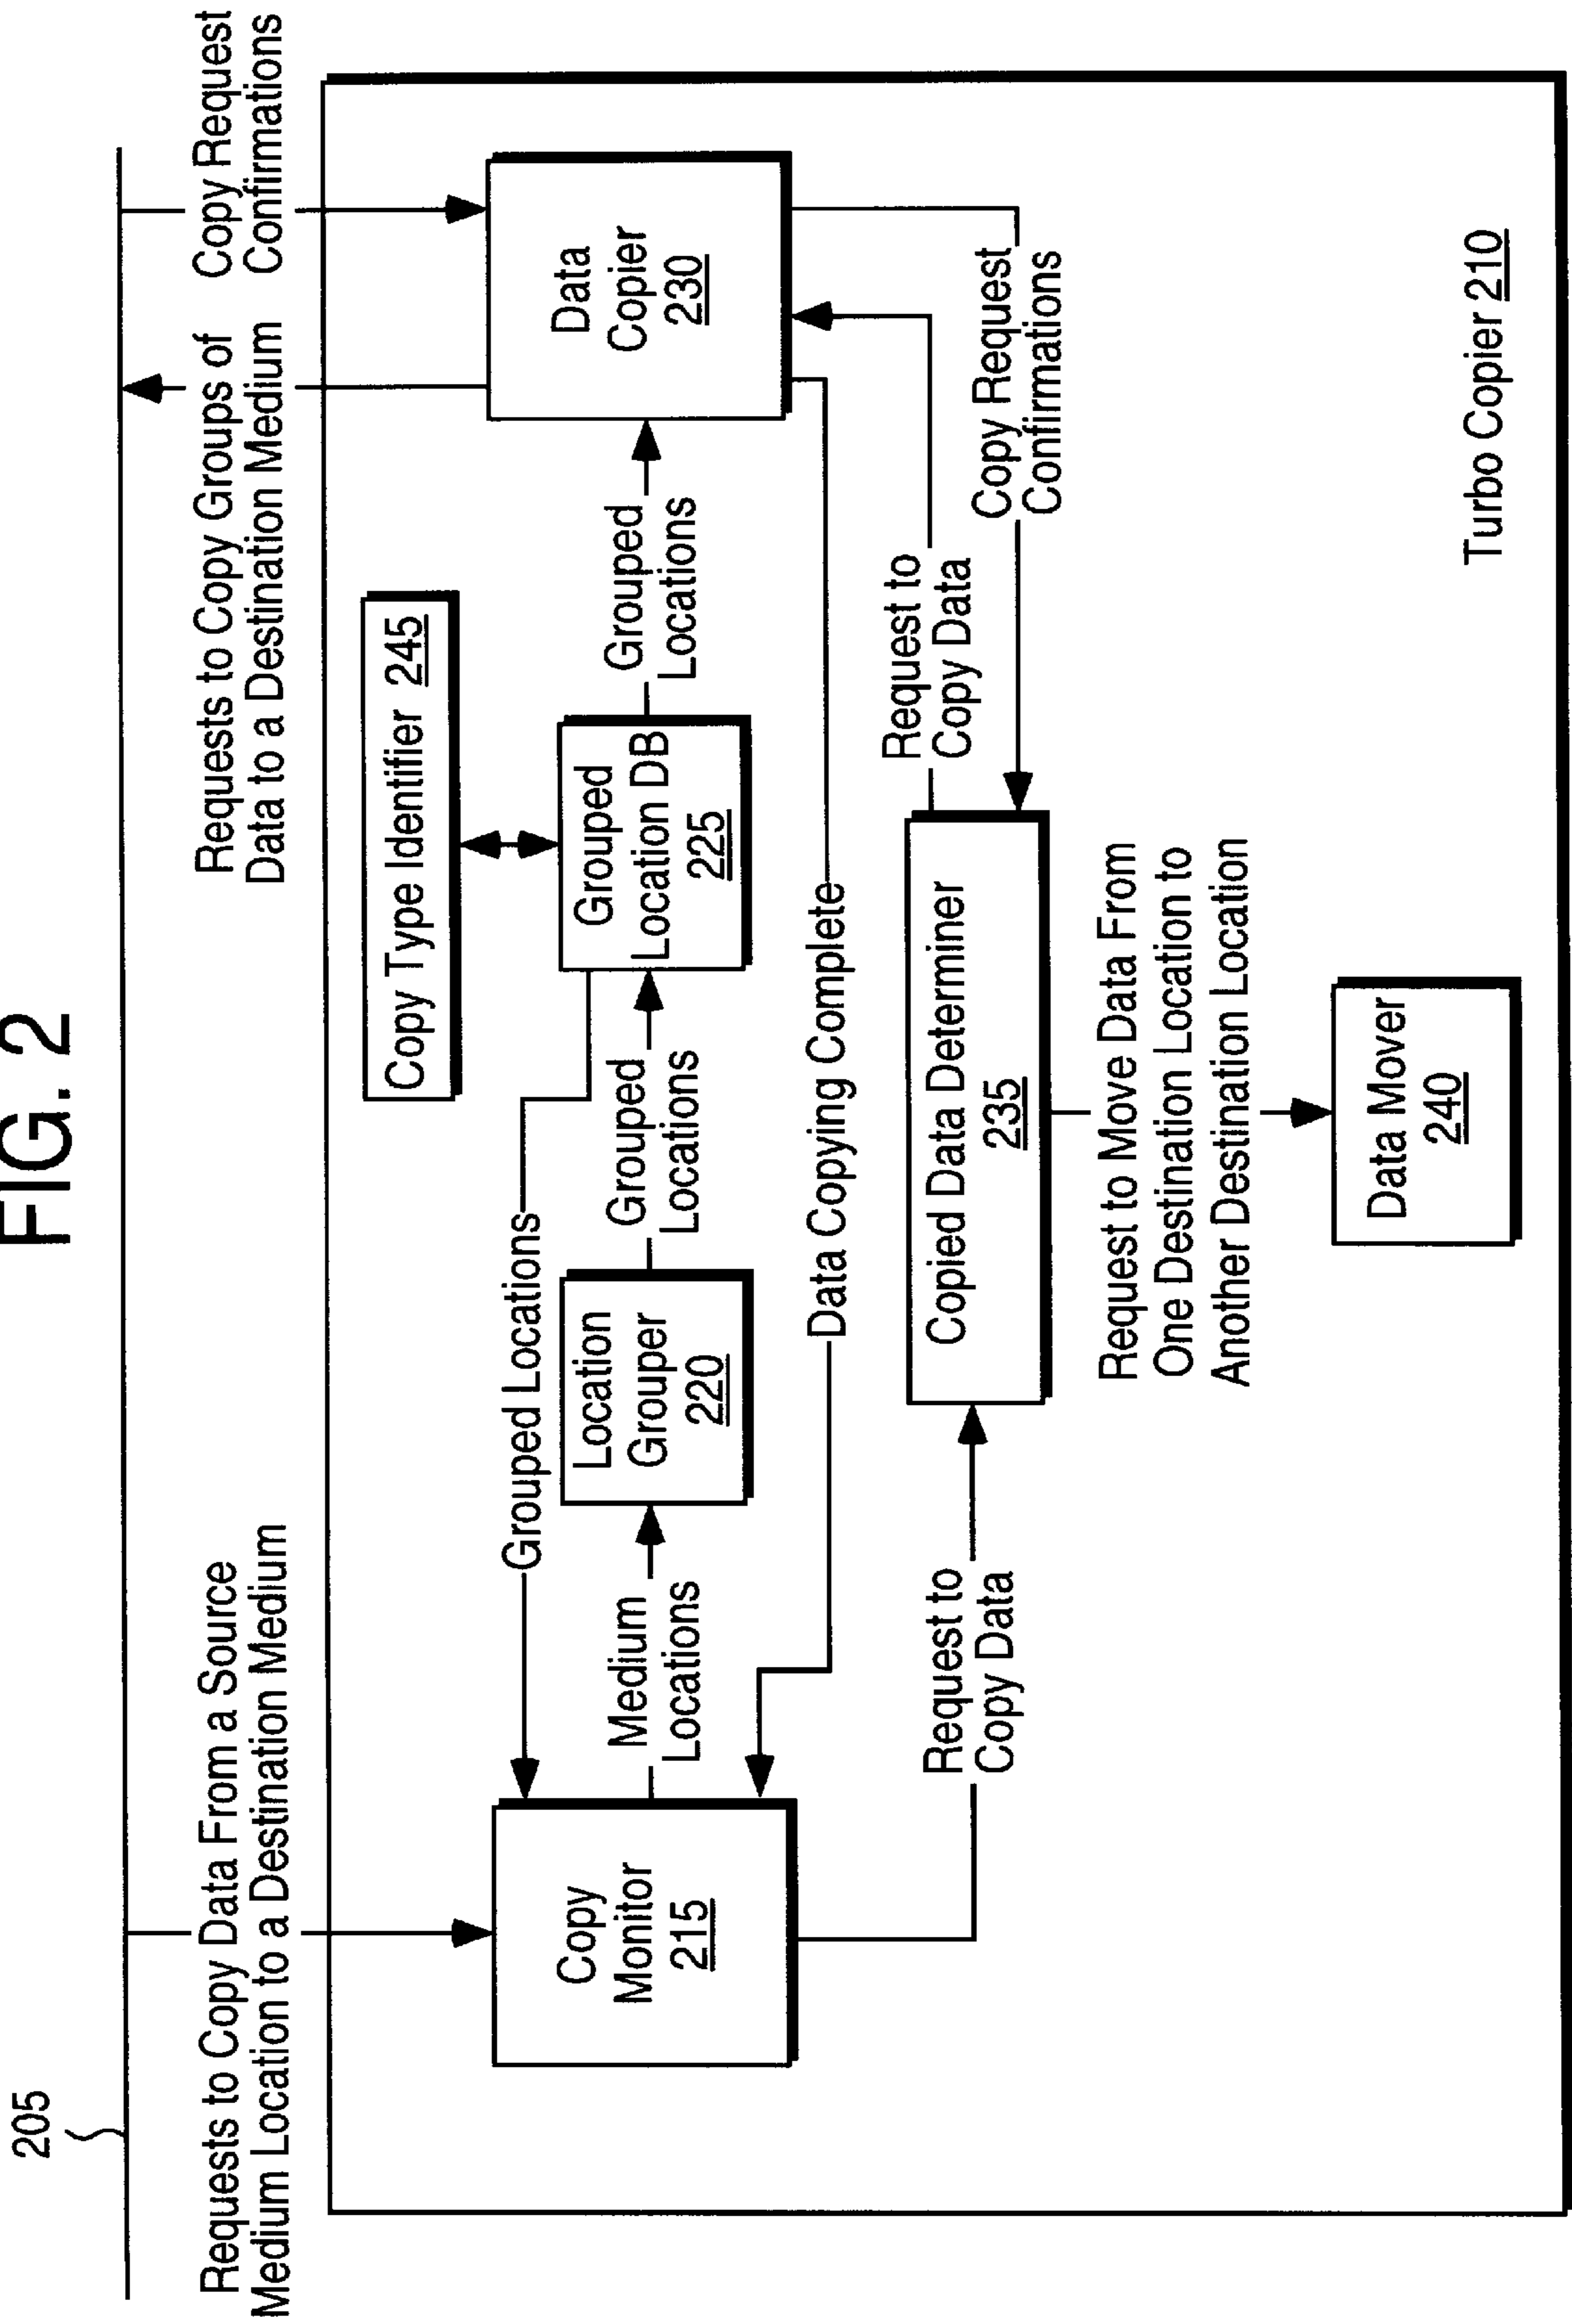 FIG. 2
205
Requests to Copy Data From a Source
Medium Location to a Destination Medium
Requests to Copy Groups of
Data to a Destination Medium
Copy Request
Confirmations
Copy Type Identifier 245
Grouped Locations
Copy
Monitor
215
Medium
Locations
Location
Grouper
220
Grouped
Locations
Grouped
Location DB
225
Grouped
Locations
Data
Copier
230
Data Copying Complete
Request to
Copy Data
Copied Data Determiner
235
Request to
Copy Data
Copy Request
Confirmations
Request to Move Data From
One Destination Location to
Another Destination Location
Data Mover
240
Turbo Copier 210